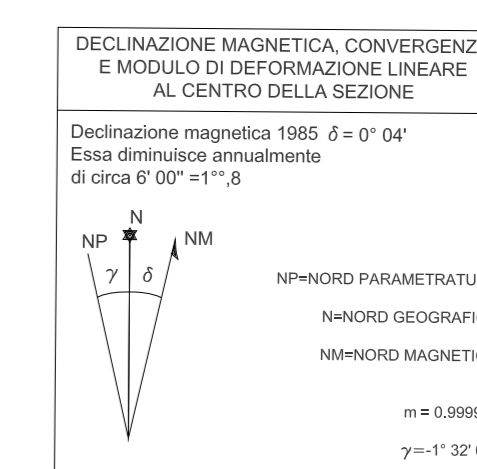 DECLINAZIONE MAGNETICA, CONVERGENZ
E MODULO DI DEFORMAZIONE LINEARE
AL CENTRO DELLA SEZIONE
Declinazione magnetica 1985 δ = 0° 04'
Essa diminuisce annualmente
di circa 6' 00" =1°°,8
N
NP
NM
γ δ
NP=NORD PARAMETRATU
N=NORD GEOGRAFI
NM=NORD MAGNETI
m = 0.9999
γ=-1° 32'